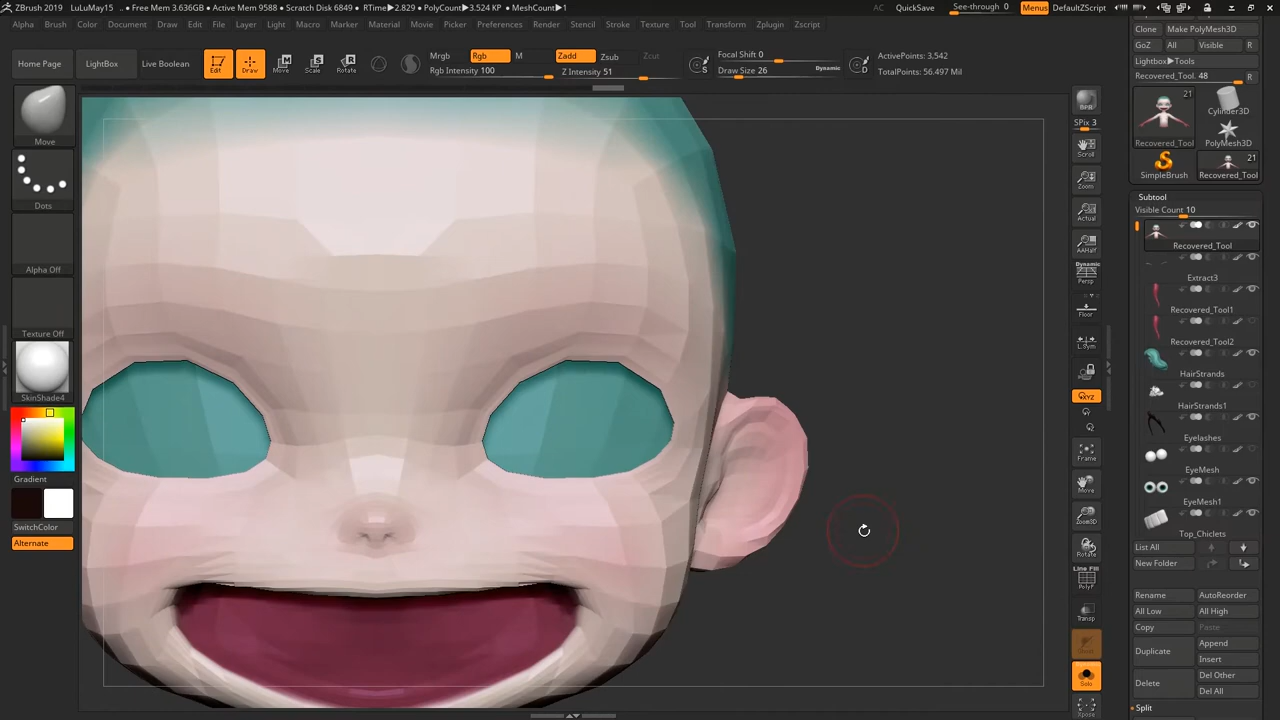 ZBrush 2019 LuLuMay15 .. • Free Mem 3.636GB • Active Mem 9588 • Scratch Disk 6849 • RTime▶2.829 • PolyCount▶3.524 KP • MeshCount▶1 AC QuickSave See-through 0 Menus DefaultZScript
Alpha Brush Color Document Draw Edit File Layer Light Macro Marker Material Movie Picker Preferences Render Stencil Stroke Texture Tool Transform Zplugin Zscript
Home Page LightBox Live Boolean Edit Draw Move Scale Rotate
Mrgb Rgb M Zadd Zsub Zcut
Rgb Intensity 100 Z Intensity 51
Focal Shift 0
Draw Size 26 Dynamic
S
D
ActivePoints: 3,542
TotalPoints: 56.497 Mil
Move
Dots
Alpha Off
Texture Off
SkinShade4
Gradient
SwitchColor
Alternate
BPR
SPix 3
Scroll
Zoom
Actual
AAHalf
Dynamic
Persp
Floor
L.Sym
XYZ
Frame
Move
Zoom3D
Rotate
Line Fill
PolyF
Transp
Ghost
Solo
Xpose
Clone Make PolyMesh3D
GoZ All Visible R
Lightbox▶Tools
Recovered_Tool. 48 R
21
Recovered_Tool
Cylinder3D
PolyMesh3D
SimpleBrush
21
Recovered_Tool
Subtool
Visible Count 10
Recovered_Tool
Extract3
Recovered_Tool1
Recovered_Tool2
HairStrands
HairStrands1
Eyelashes
EyeMesh
EyeMesh1
Top_Chiclets
List All
New Folder
Rename AutoReorder
All Low All High
Copy Paste
Duplicate Append
Insert
Delete Del Other
Del All
Split